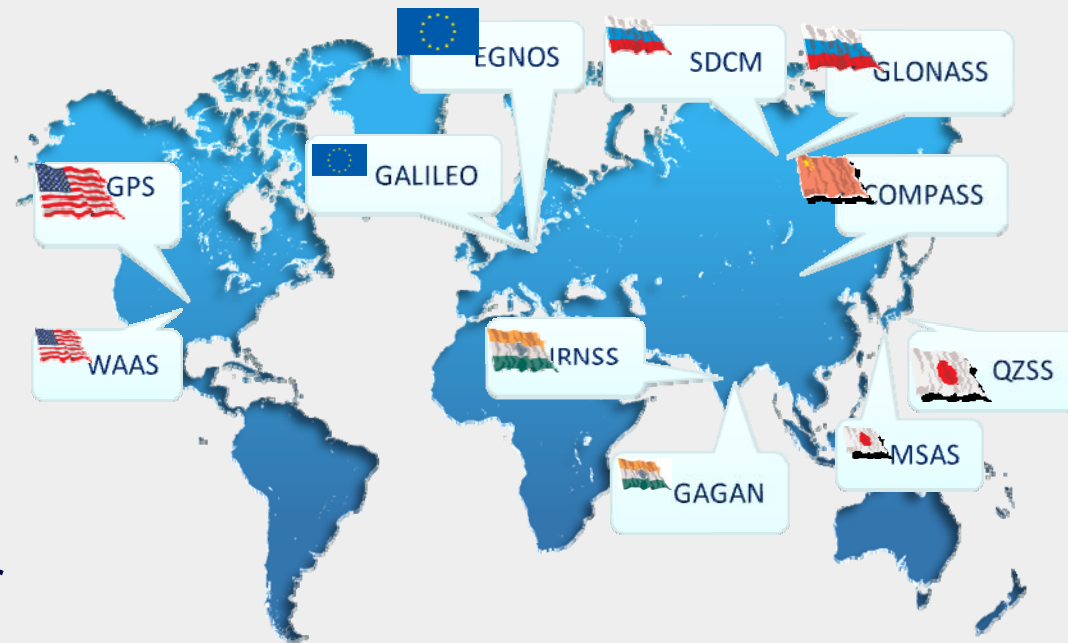 EGNOS
SDCM
GLONASS
GALILEO
GPS
COMPASS
WAAS
IRNSS
QZSS
MSAS
GAGAN